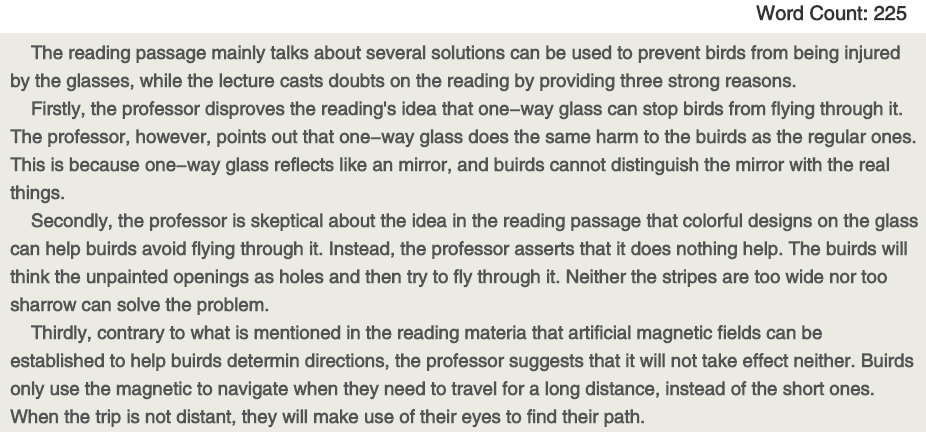 Word Count: 225
The reading passage mainly talks about several solutions can be used to prevent birds from being injured
by the glasses, while the lecture casts doubts on the reading by providing three strong reasons.
Firstly, the professor disproves the reading's idea that one–way glass can stop birds from flying through it.
The professor, however, points out that one–way glass does the same harm to the buirds as the regular ones.
This is because one–way glass reflects like an mirror, and buirds cannot distinguish the mirror with the real
things.
Secondly, the professor is skeptical about the idea in the reading passage that colorful designs on the glass
can help buirds avoid flying through it. Instead, the professor asserts that it does nothing help. The buirds will
think the unpainted openings as holes and then try to fly through it. Neither the stripes are too wide nor too
sharrow can solve the problem.
Thirdly, contrary to what is mentioned in the reading materia that artificial magnetic fields can be
established to help buirds determin directions, the professor suggests that it will not take effect neither. Buirds
only use the magnetic to navigate when they need to travel for a long distance, instead of the short ones.
When the trip is not distant, they will make use of their eyes to find their path.